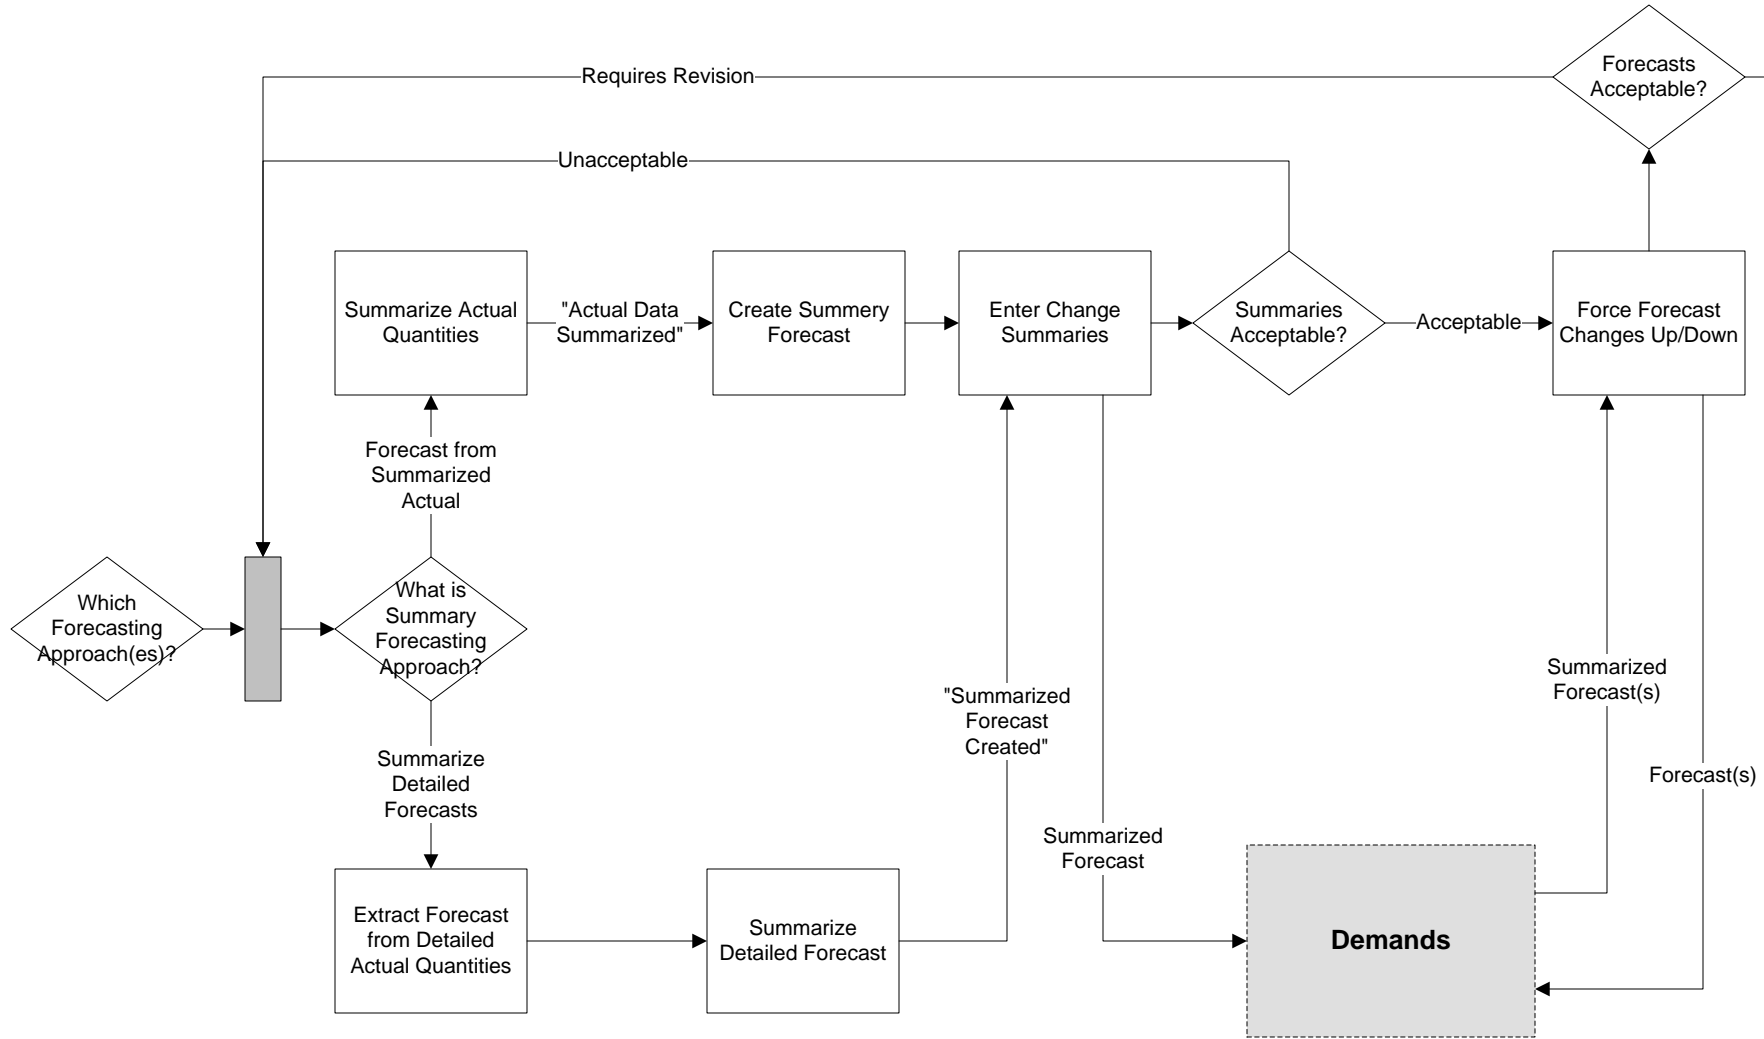 Forecasts
Acceptable?
Requires Revision
Unacceptable
Summarize Actual
Quantities
"Actual Data
Summarized"
Create Summery
Forecast
Enter Change
Summaries
Summaries
Acceptable?
Acceptable
Force Forecast
Changes Up/Down
Forecast from
Summarized
Actual
Which
Forecasting
Approach(es)?
What is
Summary
Forecasting
Approach?
Summarize
Detailed
Forecasts
"Summarized
Forecast
Created"
Summarized
Forecast(s)
Forecast(s)
Summarized
Forecast
Extract Forecast
from Detailed
Actual Quantities
Summarize
Detailed Forecast
Demands